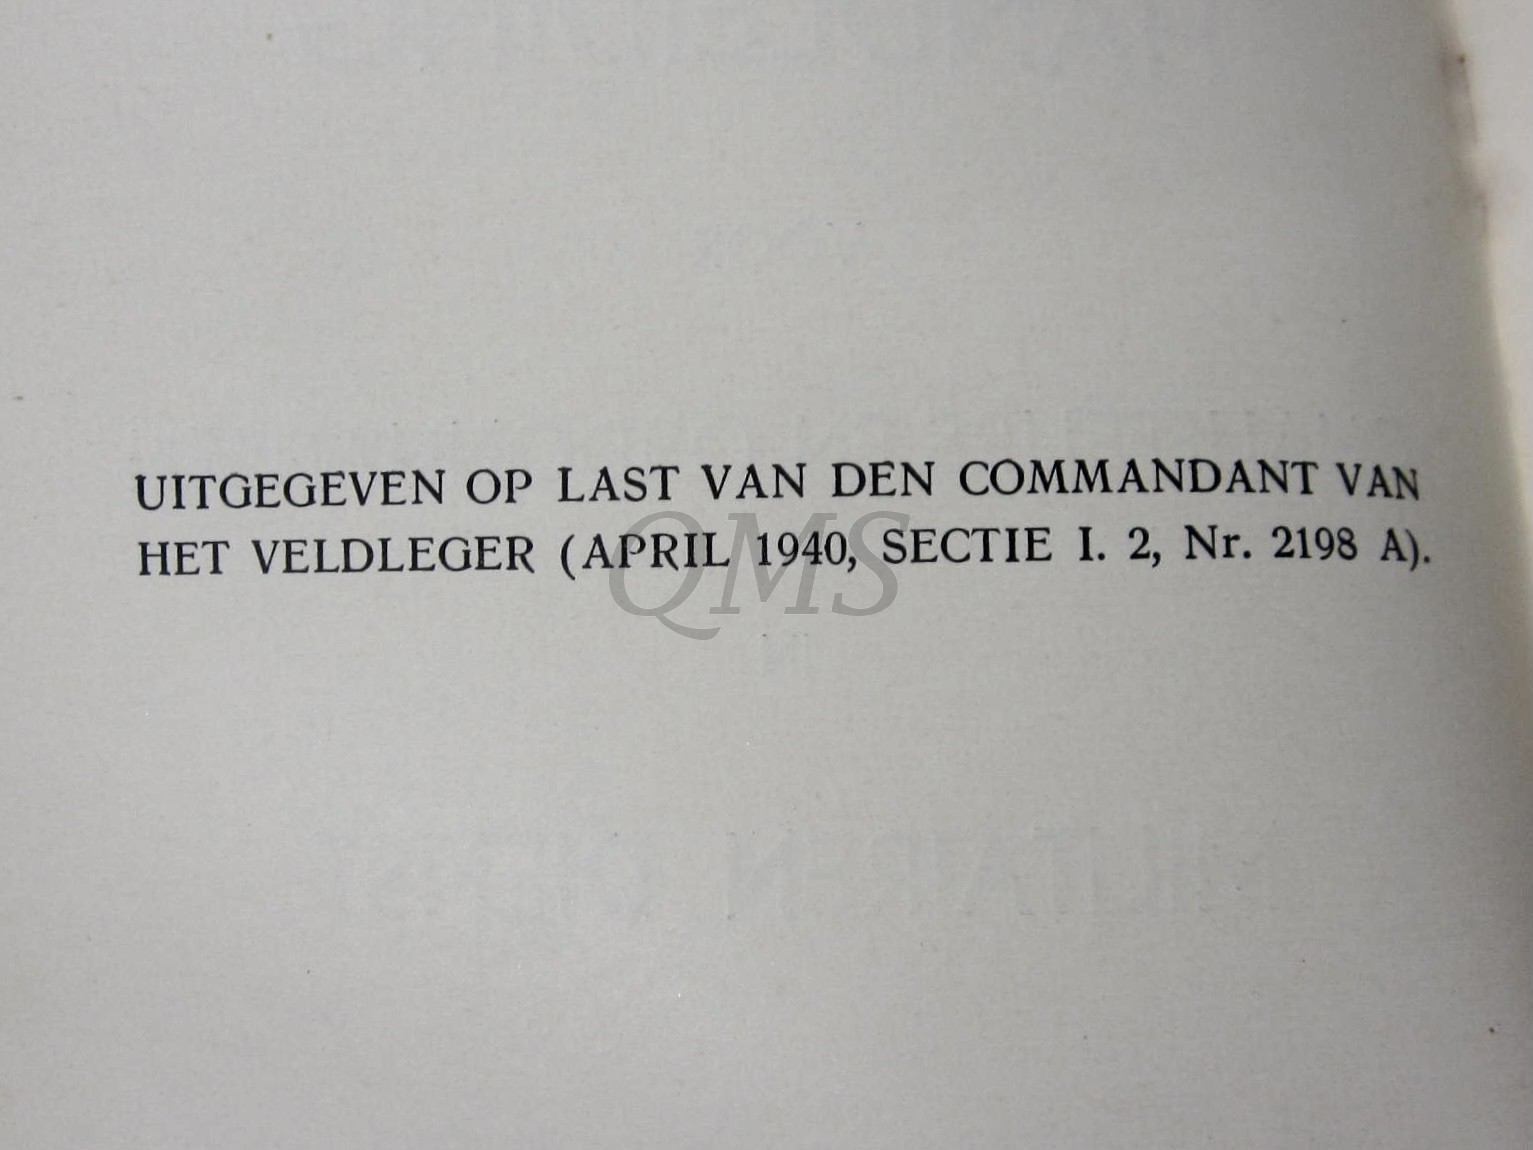 UITGEGEVEN OP LAST VAN DEN COMMANDANT VAN
HET VELDLEGER (APRIL 1940, SECTIE I. 2, Nr. 2198 A).
QMS